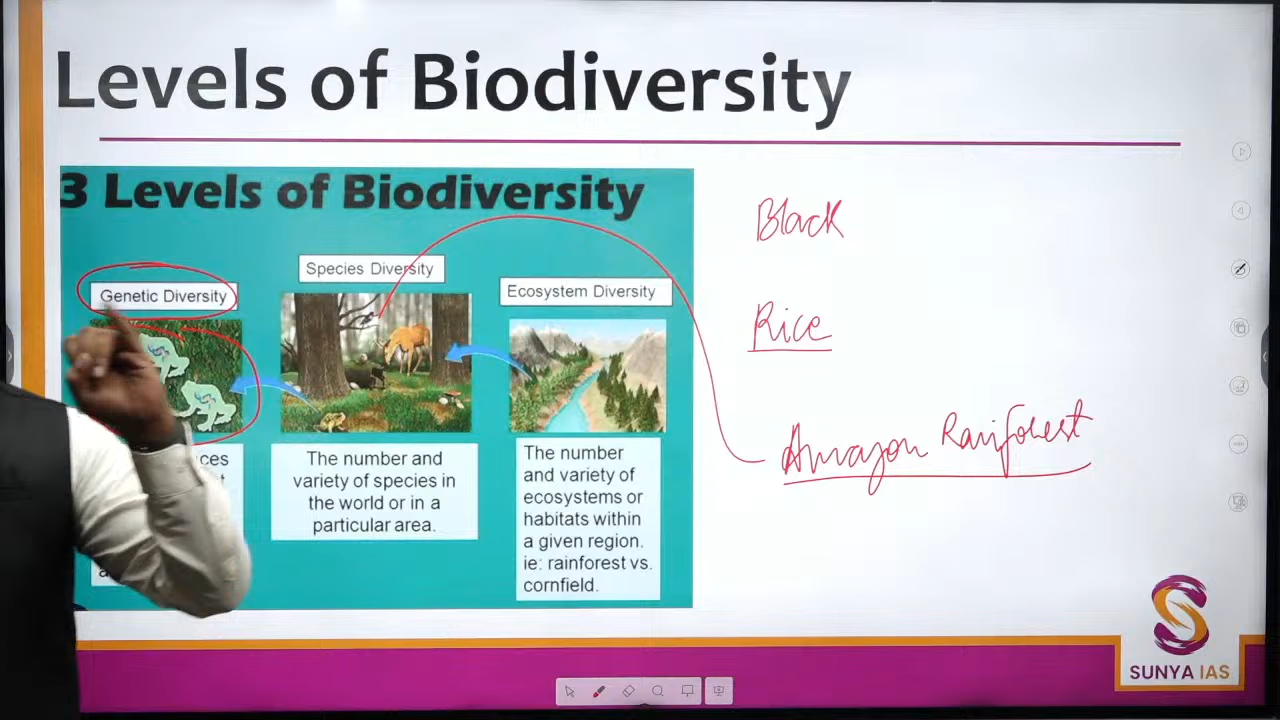 Levels of Biodiversity
3 Levels of Biodiversity
Genetic Diversity
Species Diversity
Ecosystem Diversity
The number and
variety of species in
the world or in a
particular area.
The number
and variety of
ecosystems or
habitats within
a given region.
ie: rainforest vs.
cornfield.
Black
Rice
Amazon Rainforest
SUNYA IAS